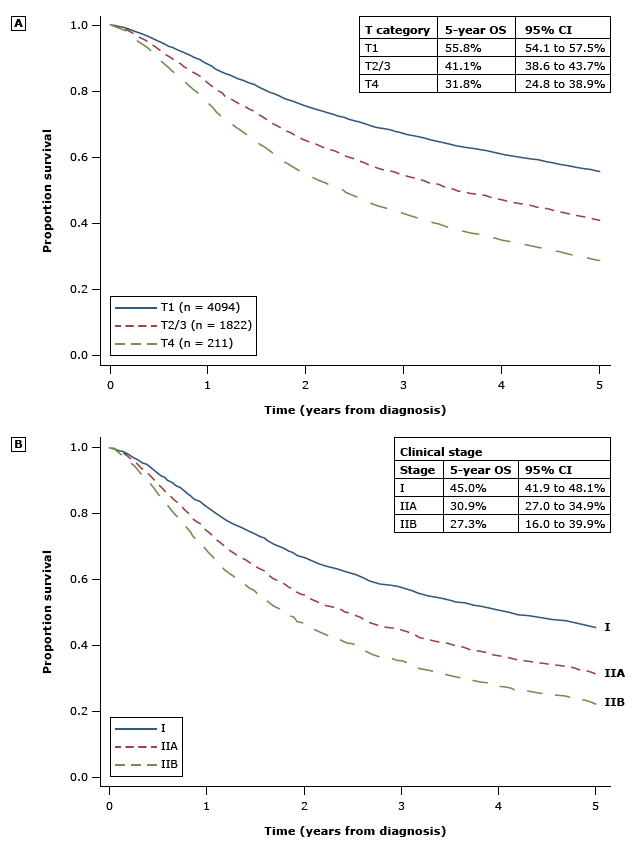 A
T category 5-year OS 95% CI
T1 55.8% 54.1 to 57.5%
T2/3 41.1% 38.6 to 43.7%
T4 31.8% 24.8 to 38.9%
Proportion survival
1.0
0.8
0.6
0.4
0.2
0.0
T1 (n = 4094)
T2/3 (n = 1822)
T4 (n = 211)
0 1 2 3 4 5
Time (years from diagnosis)
B
Clinical stage
Stage 5-year OS 95% CI
I 45.0% 41.9 to 48.1%
IIA 30.9% 27.0 to 34.9%
IIB 27.3% 16.0 to 39.9%
Proportion survival
1.0
0.8
0.6
0.4
0.2
0.0
I
IIA
IIB
I
IIA
IIB
0 1 2 3 4 5
Time (years from diagnosis)